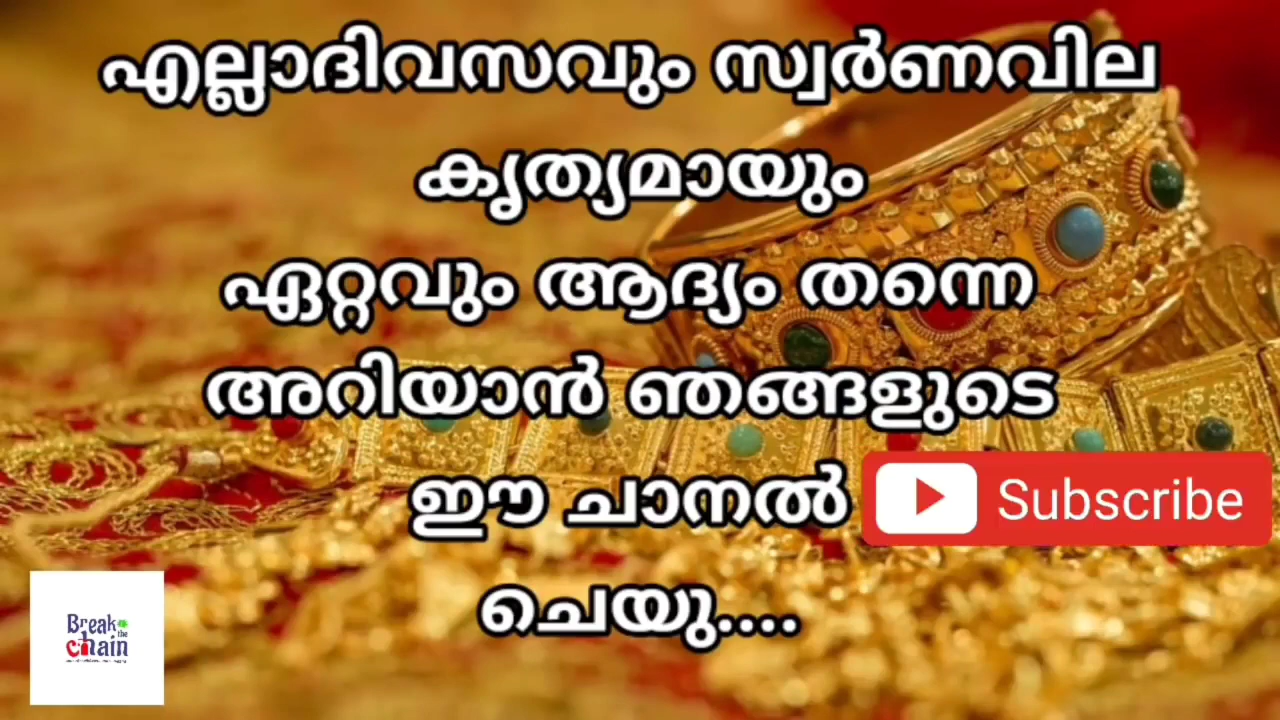 എല്ലാദിവസവും സ്വർണവില
കൃത്യമായും
ഏറ്റവും ആദ്യം തന്നെ
അറിയാൻ ഞങ്ങളുടെ
ഈ ചാനൽ Subscribe
ചെയു....
Break
the
chain